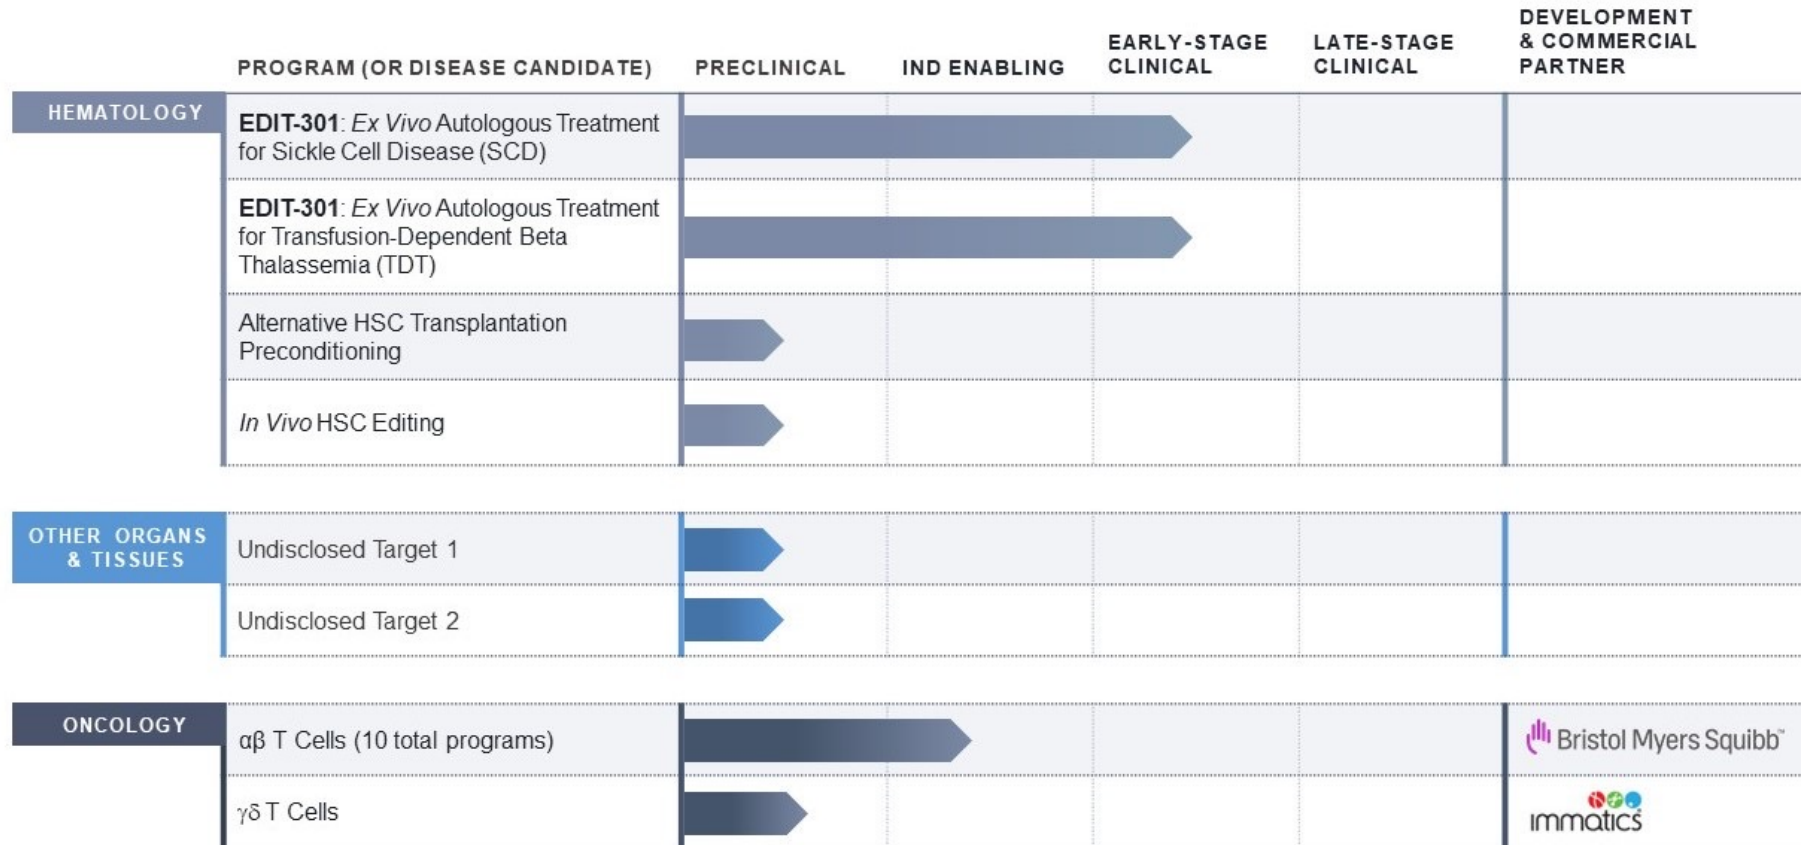 DEVELOPMENT
& COMMERCIAL
PARTNER
EARLY-STAGE
CLINICAL
LATE-STAGE
CLINICAL
PROGRAM (OR DISEASE CANDIDATE)
PRECLINICAL
IND ENABLING
HEMATOLOGY
EDIT-301: Ex Vivo Autologous Treatment
for Sickle Cell Disease (SCD)
EDIT-301: Ex Vivo Autologous Treatment
for Transfusion-Dependent Beta
Thalassemia (TDT)
Alternative HSC Transplantation
Preconditioning
In Vivo HSC Editing
OTHER ORGANS
& TISSUES
Undisclosed Target 1
Undisclosed Target 2
ONCOLOGY
αβ T Cells (10 total programs)
Bristol Myers Squibb™
γδ T Cells
immatics